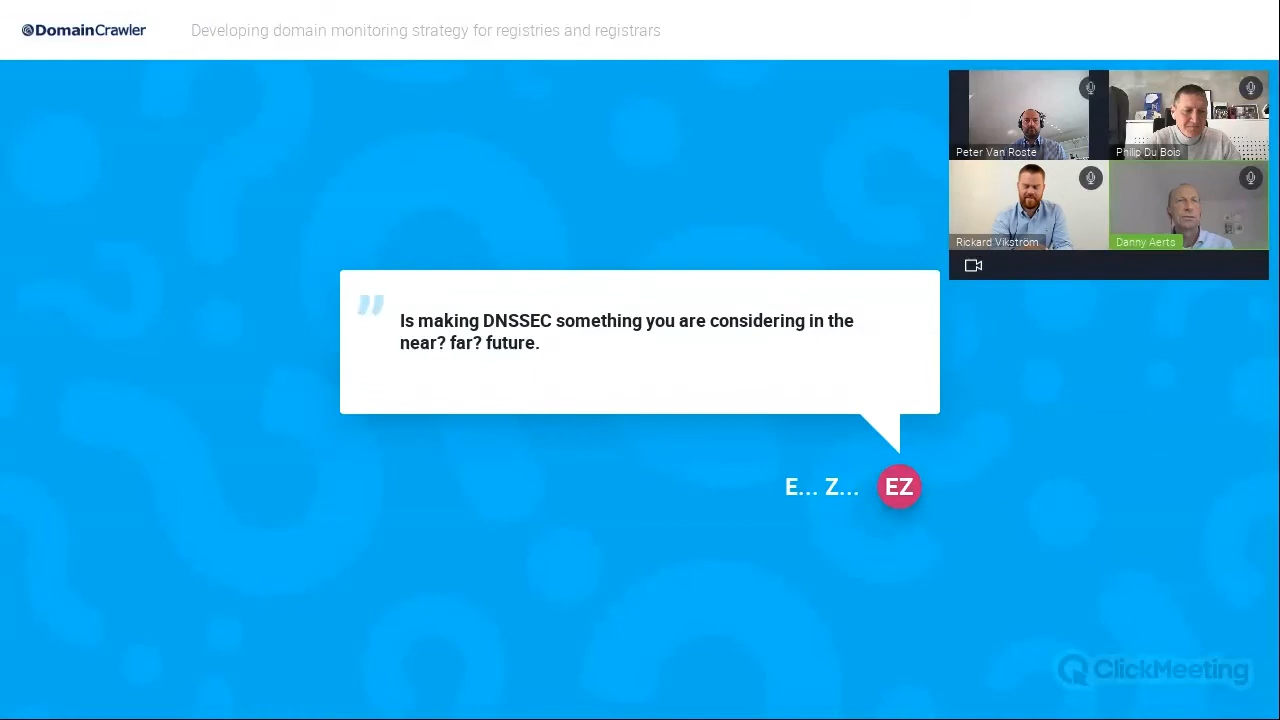 DomainCrawler
Developing domain monitoring strategy for registries and registrars
Peter Van Roste
Philip Du Bois
Rickard Vikström
Danny Aerts
Is making DNSSEC something you are considering in the
near? far? future.
E... Z...
EZ
ClickMeeting